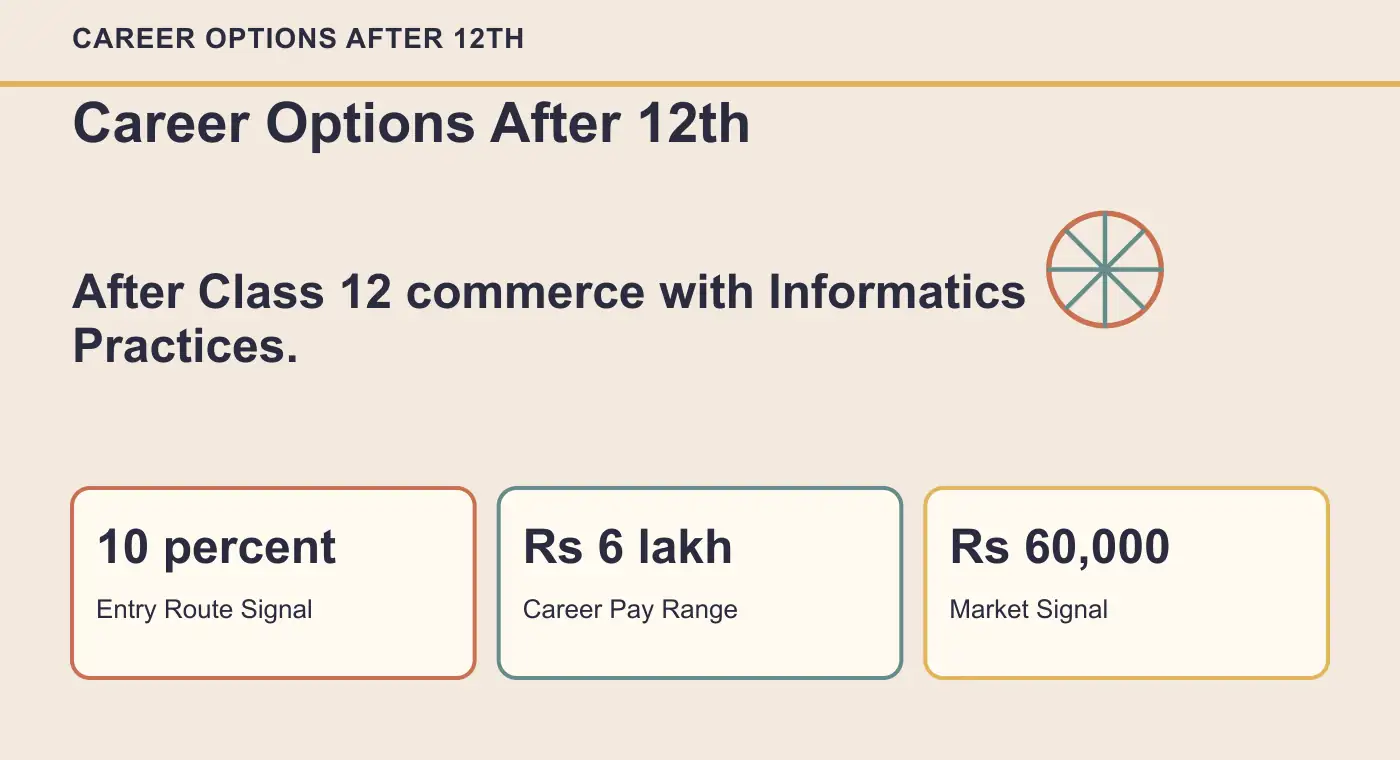 CAREER OPTIONS AFTER 12TH
Career Options After 12th
After Class 12 commerce with Informatics
Practices.
10 percent
Entry Route Signal
Rs 6 lakh
Career Pay Range
Rs 60,000
Market Signal